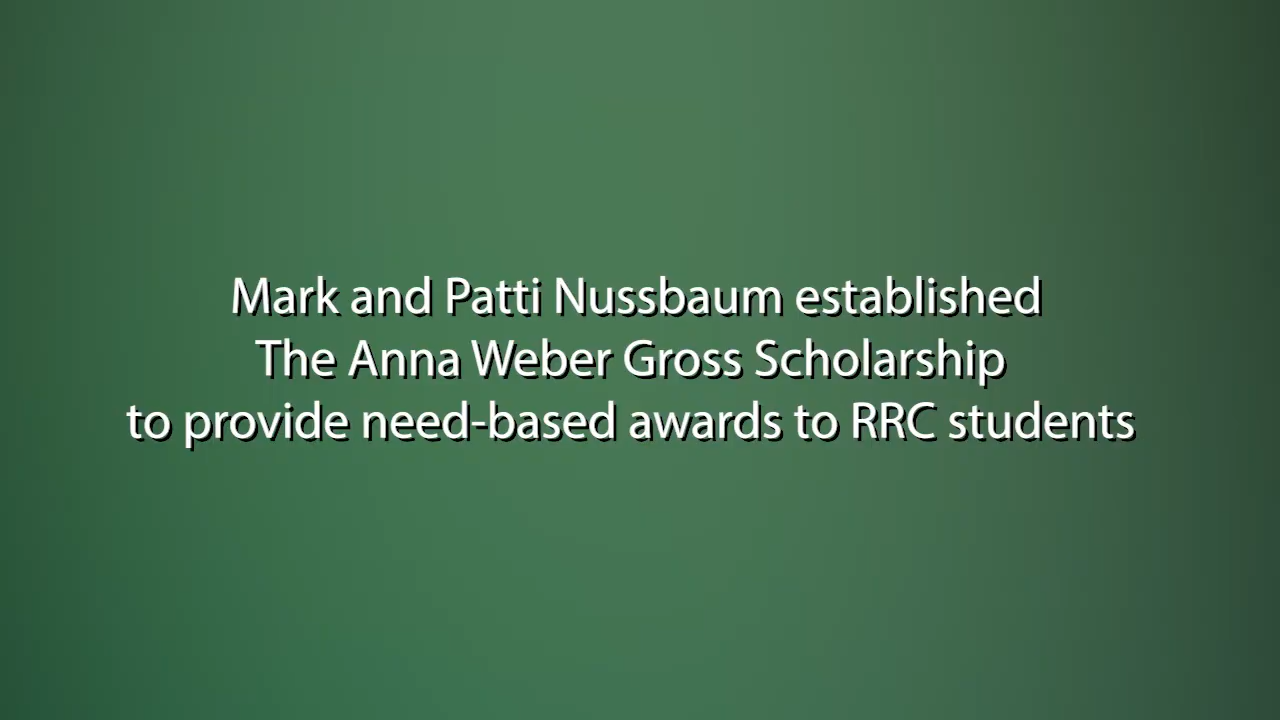 Mark and Patti Nussbaum established
The Anna Weber Gross Scholarship
to provide need-based awards to RRC students